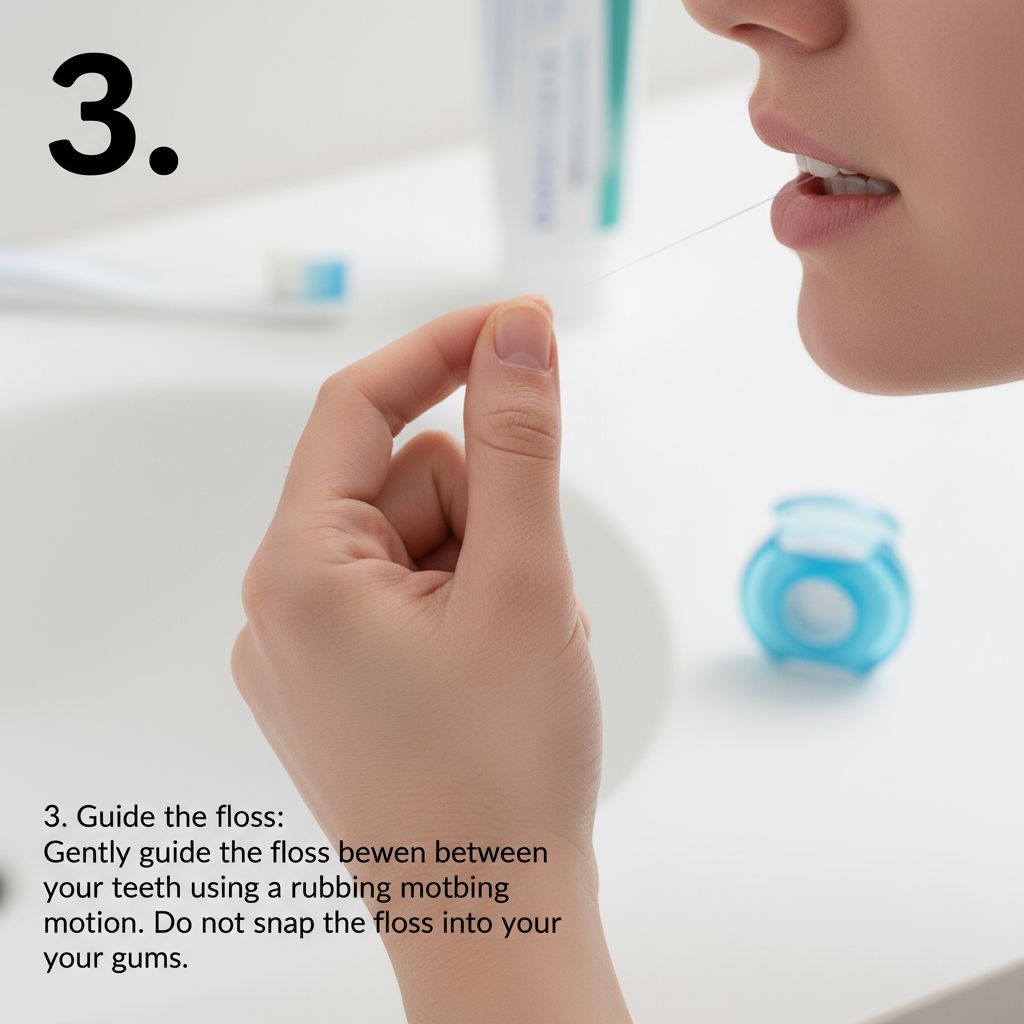 3.
3. Guide the floss:
Gently guide the floss bewen between
your teeth using a rubbing motbing
motion. Do not snap the floss into your
your gums.